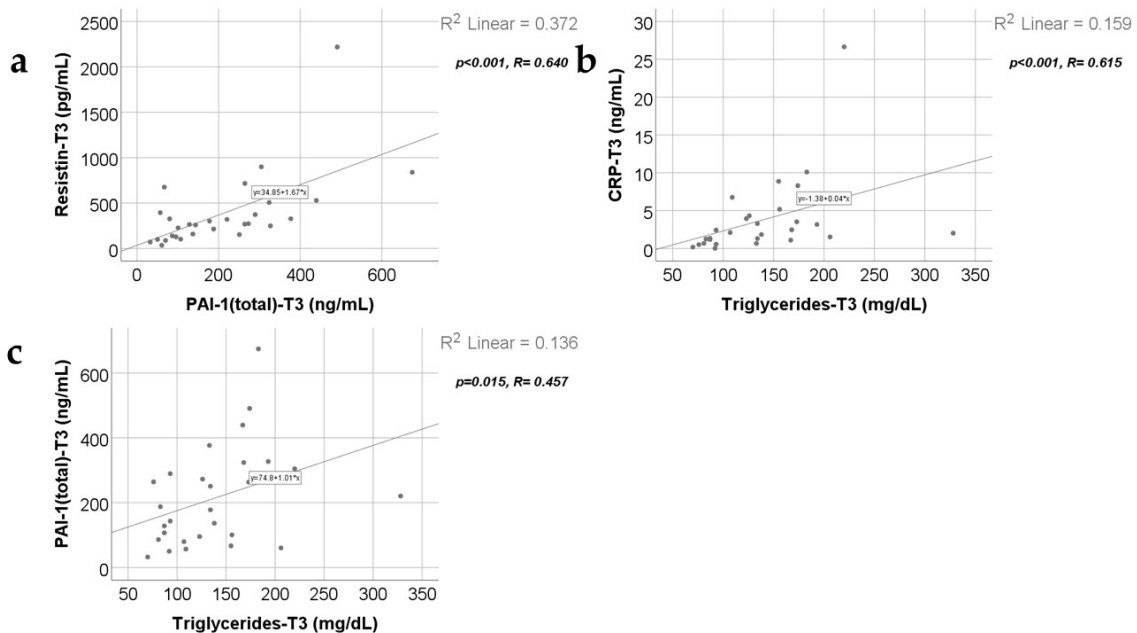 a
Resistin-T3 (pg/mL)
2500
2000
1500
1000
500
0
y=34.85+1.67*x
0
200
400
600
PAI-1(total)-T3 (ng/mL)
R² Linear = 0.372
p<0.001, R= 0.640
b
CRP-T3 (ng/mL)
30
25
20
15
10
5
0
y=-1.38+0.04*x
50
100
150
200
250
300
350
Triglycerides-T3 (mg/dL)
R² Linear = 0.159
p<0.001, R= 0.615
c
PAI-1(total)-T3 (ng/mL)
600
400
200
0
y=74.8+1.01*x
50
100
150
200
250
300
350
Triglycerides-T3 (mg/dL)
R² Linear = 0.136
p=0.015, R= 0.457